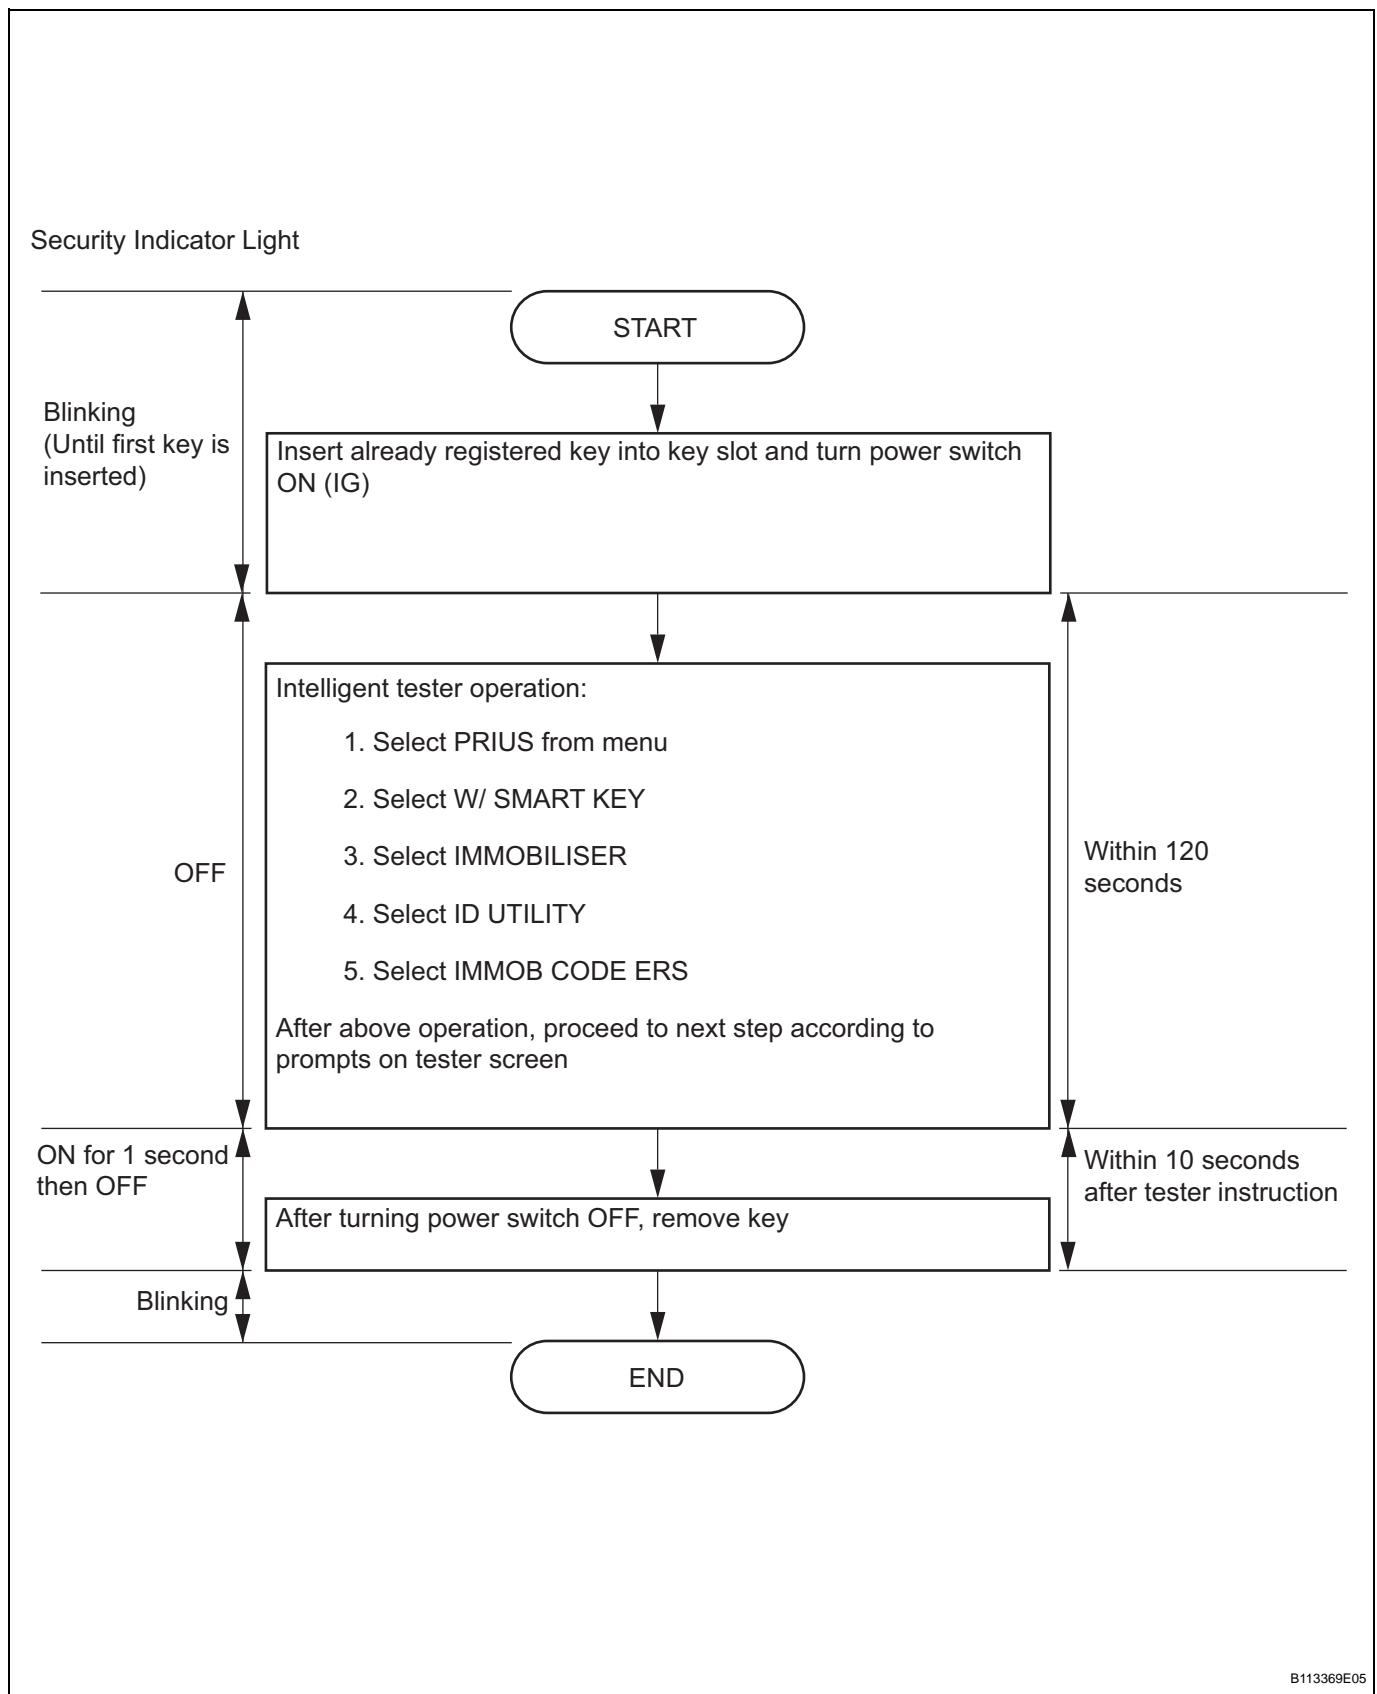 Security Indicator Light
START
Blinking
(Until first key is
inserted)
Insert already registered key into key slot and turn power switch
ON (IG)
Intelligent tester operation:
1. Select PRIUS from menu
2. Select W/ SMART KEY
3. Select IMMOBILISER
4. Select ID UTILITY
5. Select IMMOB CODE ERS
After above operation, proceed to next step according to
prompts on tester screen
OFF
Within 120
seconds
ON for 1 second
then OFF
After turning power switch OFF, remove key
Within 10 seconds
after tester instruction
Blinking
END
B113369E05